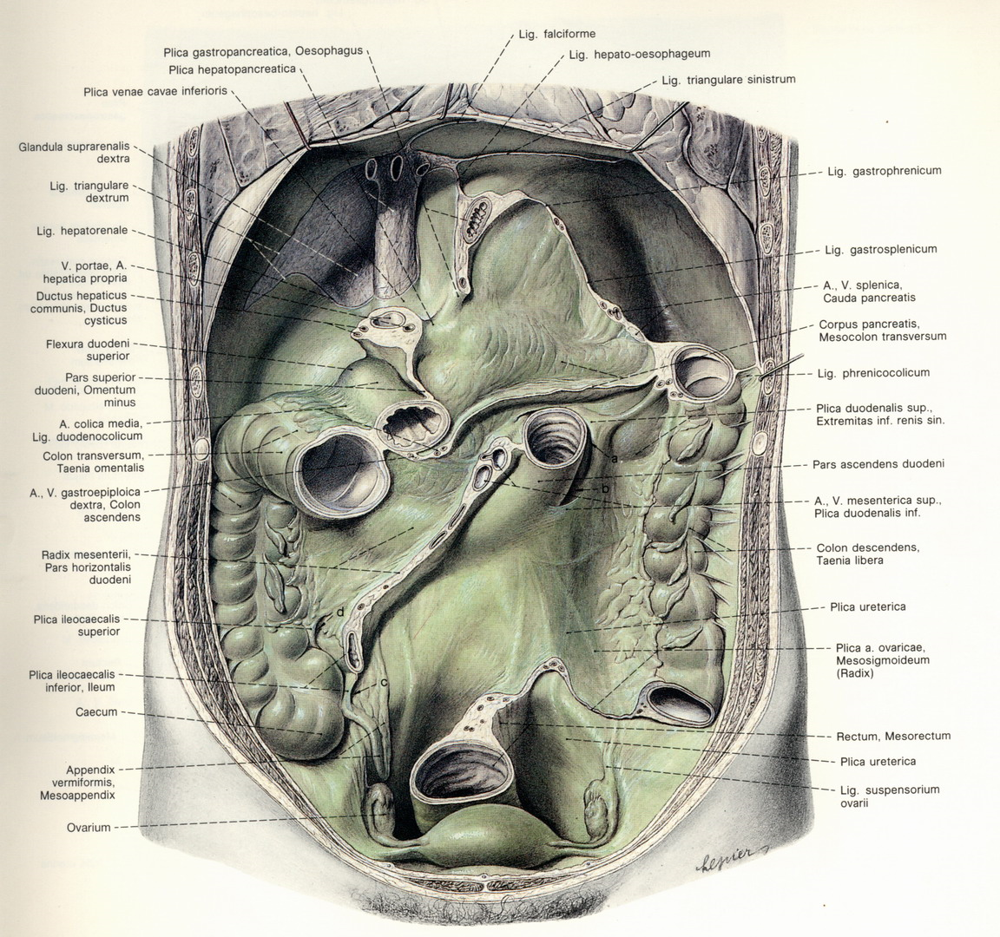 Lig. falciforme
Plica gastropancreatica, Oesophagus
Lig. hepato-oesophageum
Plica hepatopancreatica
Lig. triangulare sinistrum
Plica venae cavae inferioris
Glandula suprarenalis
dextra
Lig. triangulare
dextrum
Lig. hepatorenale
V. portae, A.
hepatica propria
Ductus hepaticus
communis, Ductus
cysticus
Flexura duodeni
superior
Pars superior
duodeni, Omentum
minus
A. colica media,
Lig. duodenocolicum
Colon transversum,
Taenia omentalis
A., V. gastroepiploica
dextra, Colon
ascendens
Radix mesenterii,
Pars horizontalis
duodeni
Plica ileocaecalis
superior
Plica ileocaecalis
inferior, Ileum
Caecum
Appendix
vermiformis,
Mesoappendix
Ovarium
Lig. gastrophrenicum
Lig. gastrosplenicum
A., V. splenica,
Cauda pancreatis
Corpus pancreatis,
Mesocolon transversum
Lig. phrenicocolicum
Plica duodenalis sup.,
Extremitas inf. renis sin.
Pars ascendens duodeni
A., V. mesenterica sup.,
Plica duodenalis inf.
Colon descendens,
Taenia libera
Plica ureterica
Plica a. ovaricae,
Mesosigmoideum
(Radix)
Rectum, Mesorectum
Plica ureterica
Lig. suspensorium
ovarii
a
b
d
c